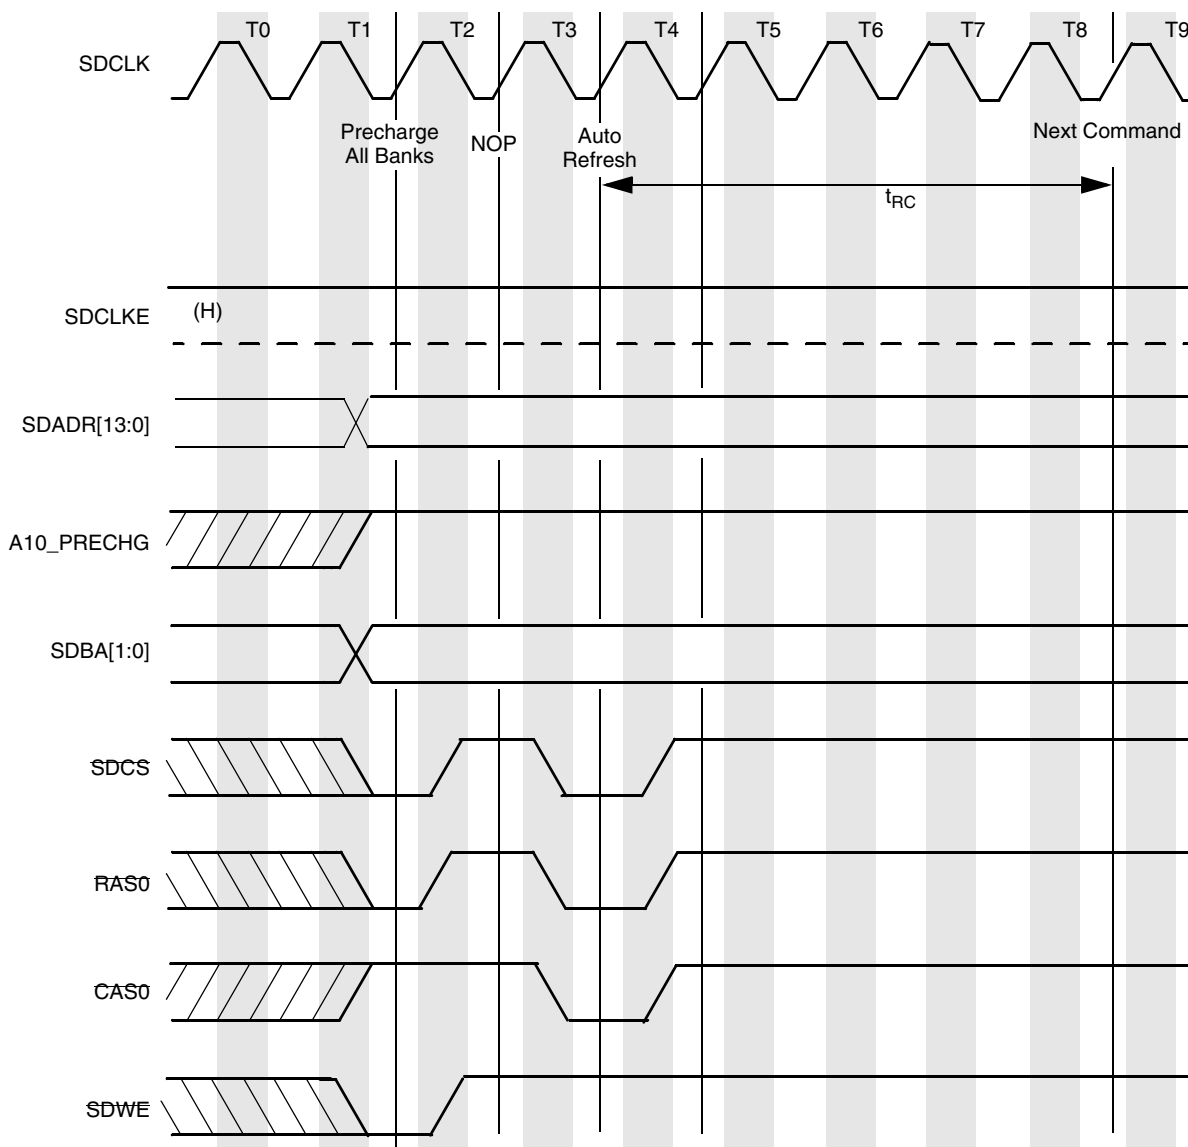 T0 T1 T2 T3 T4 T5 T6 T7 T8 T9
SDCLK
Precharge
All Banks
NOP
Auto
Refresh
Next Command
tRC
SDCLKE
(H)
SDADR[13:0]
A10_PRECHG
SDBA[1:0]
SDCS
RAS0
CAS0
SDWE